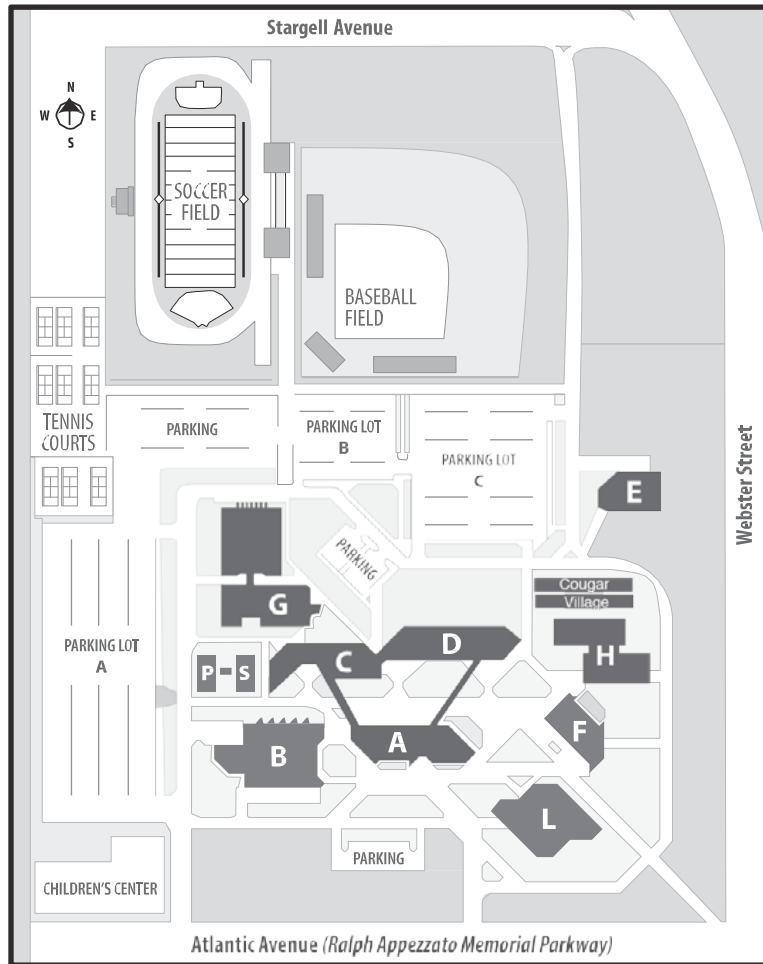 Stargell Avenue
N
W E
S
SOCCER
FIELD
BASEBALL
FIELD
TENNIS
COURTS
PARKING
PARKING LOT
B
PARKING LOT
C
E
Webster Street
PARKING
Cougar
Village
G
H
PARKING LOT
A
P
S
C
D
F
A
B
L
PARKING
CHILDREN'S CENTER
Atlantic Avenue (Ralph Appezzato Memorial Parkway)